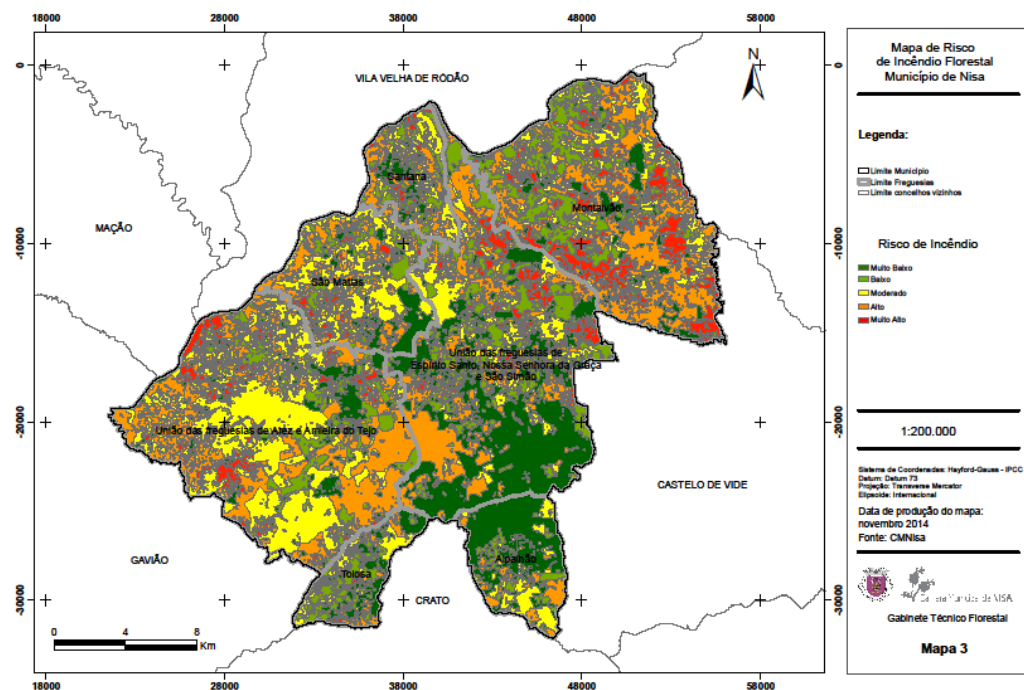 18000 28000 38000 48000 58000
0
-10000
-20000
-30000
VILA VELHA DE RÓDÃO
N
MAÇÃO
Santana
Montalvão
São Matias
União das freguesias de
Espírito Santo, Nossa Senhora da Graça
e São Simão
União das freguesias de Arez e Amieira do Tejo
CASTELO DE VIDE
GAVIÃO
Alpalhão
Tolosa
CRATO
0 4 8
Km
0
-10000
-20000
-30000
18000 28000 38000 48000 58000
Mapa de Risco
de Incêndio Florestal
Município de Nisa
Legenda:
Limite Município
Limite Freguesias
Limite concelhos vizinhos
Risco de Incêndio
Muito Baixo
Baixo
Moderado
Alto
Muito Alto
1:200.000
Sistema de Coordenadas: Hayford-Gauss - IPCC
Datum: Datum 73
Projeção: Transverse Mercator
Elipsoide: Internacional
Data de produção do mapa:
novembro 2014
Fonte: CMNisa
Câmara Municipal de NISA
Gabinete Técnico Florestal
Mapa 3